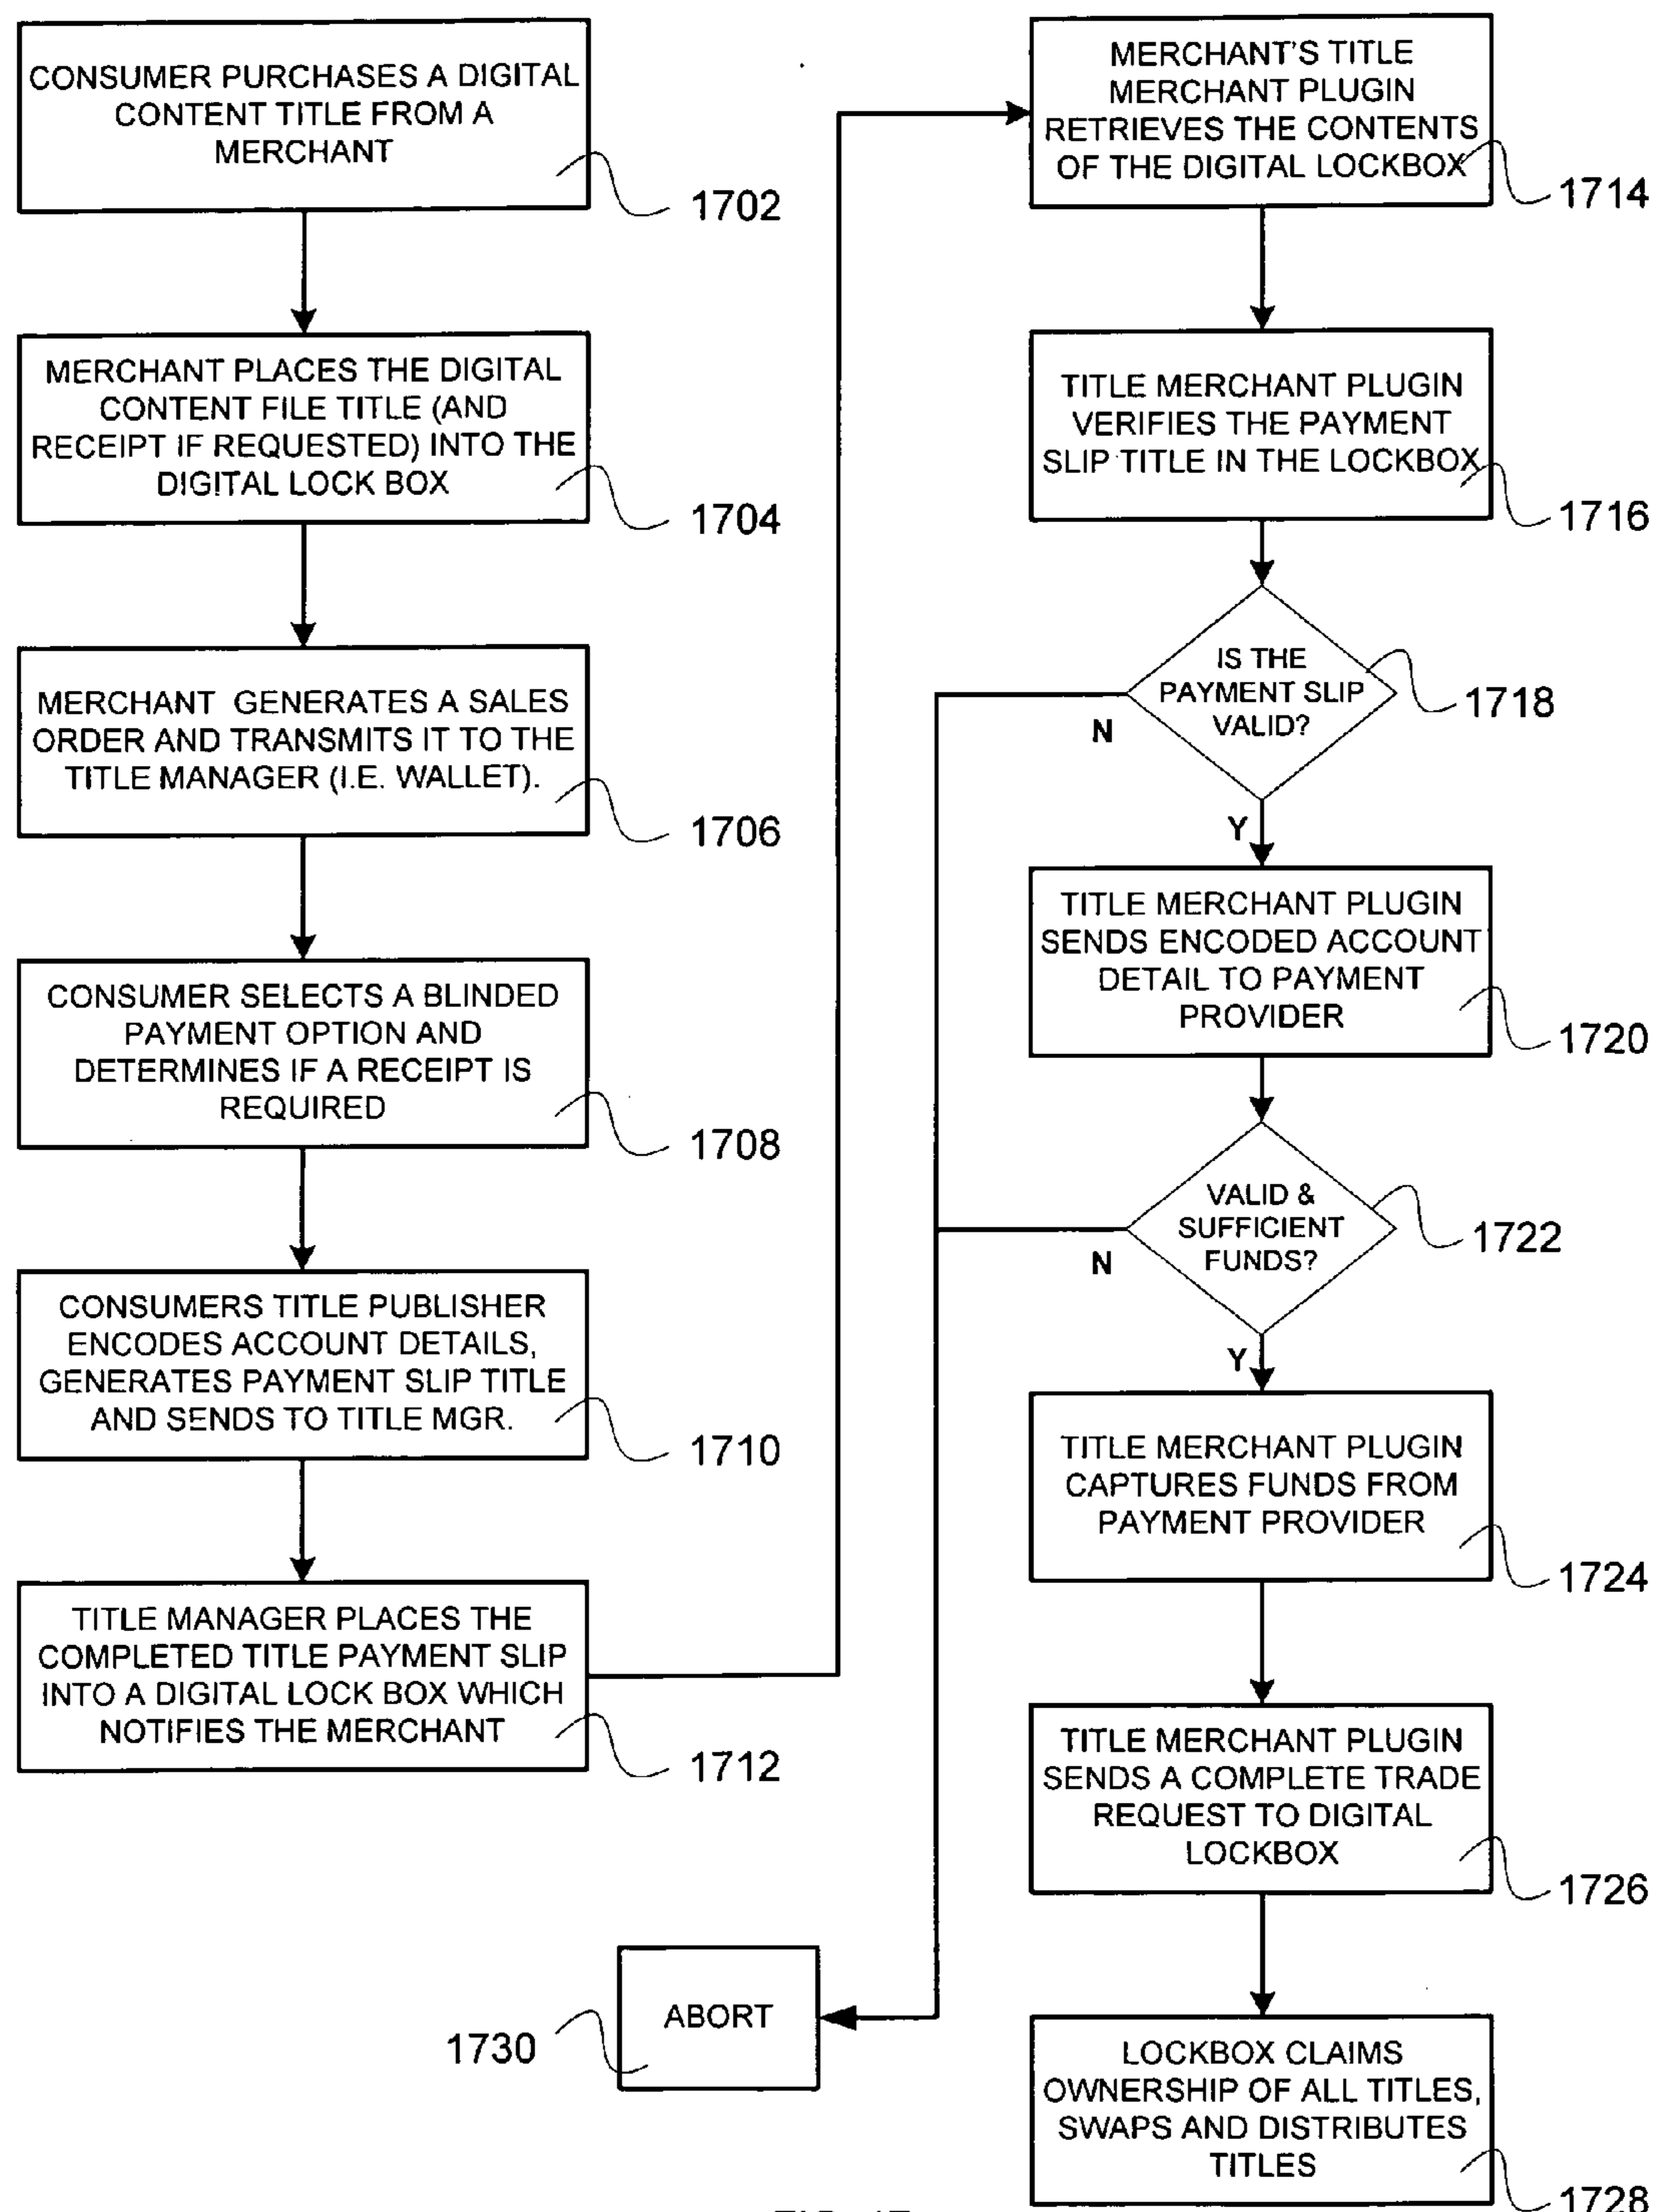 CONSUMER PURCHASES A DIGITAL
CONTENT TITLE FROM A
MERCHANT
1702
MERCHANT PLACES THE DIGITAL
CONTENT FILE TITLE (AND
RECEIPT IF REQUESTED) INTO THE
DIGITAL LOCK BOX
1704
MERCHANT GENERATES A SALES
ORDER AND TRANSMITS IT TO THE
TITLE MANAGER (I.E. WALLET).
1706
CONSUMER SELECTS A BLINDED
PAYMENT OPTION AND
DETERMINES IF A RECEIPT IS
REQUIRED
1708
CONSUMERS TITLE PUBLISHER
ENCODES ACCOUNT DETAILS,
GENERATES PAYMENT SLIP TITLE
AND SENDS TO TITLE MGR.
1710
TITLE MANAGER PLACES THE
COMPLETED TITLE PAYMENT SLIP
INTO A DIGITAL LOCK BOX WHICH
NOTIFIES THE MERCHANT
1712
MERCHANT'S TITLE
MERCHANT PLUGIN
RETRIEVES THE CONTENTS
OF THE DIGITAL LOCKBOX
1714
TITLE MERCHANT PLUGIN
VERIFIES THE PAYMENT
SLIP TITLE IN THE LOCKBOX
1716
IS THE
PAYMENT SLIP
VALID?
1718
N
Y
TITLE MERCHANT PLUGIN
SENDS ENCODED ACCOUNT
DETAIL TO PAYMENT
PROVIDER
1720
VALID &
SUFFICIENT
FUNDS?
1722
N
Y
TITLE MERCHANT PLUGIN
CAPTURES FUNDS FROM
PAYMENT PROVIDER
1724
TITLE MERCHANT PLUGIN
SENDS A COMPLETE TRADE
REQUEST TO DIGITAL
LOCKBOX
1726
LOCKBOX CLAIMS
OWNERSHIP OF ALL TITLES,
SWAPS AND DISTRIBUTES
TITLES
1728
ABORT
1730